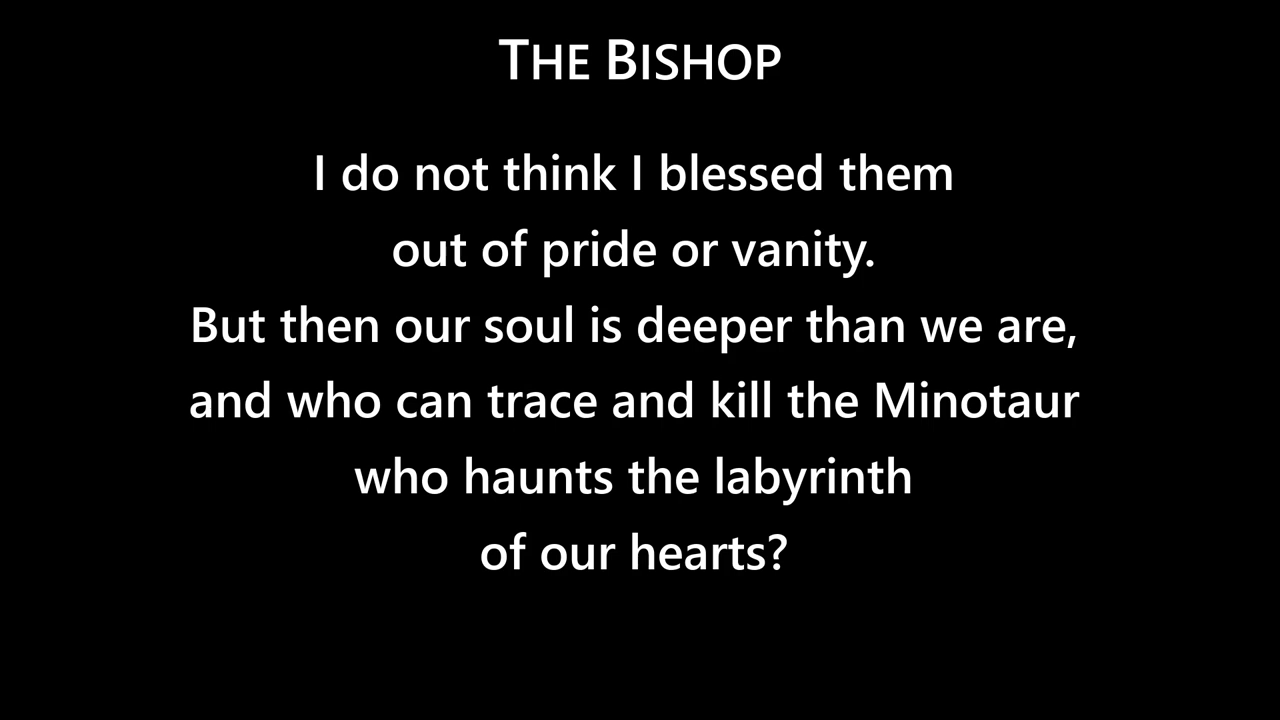 THE BISHOP
I do not think I blessed them
out of pride or vanity.
But then our soul is deeper than we are,
and who can trace and kill the Minotaur
who haunts the labyrinth
of our hearts?